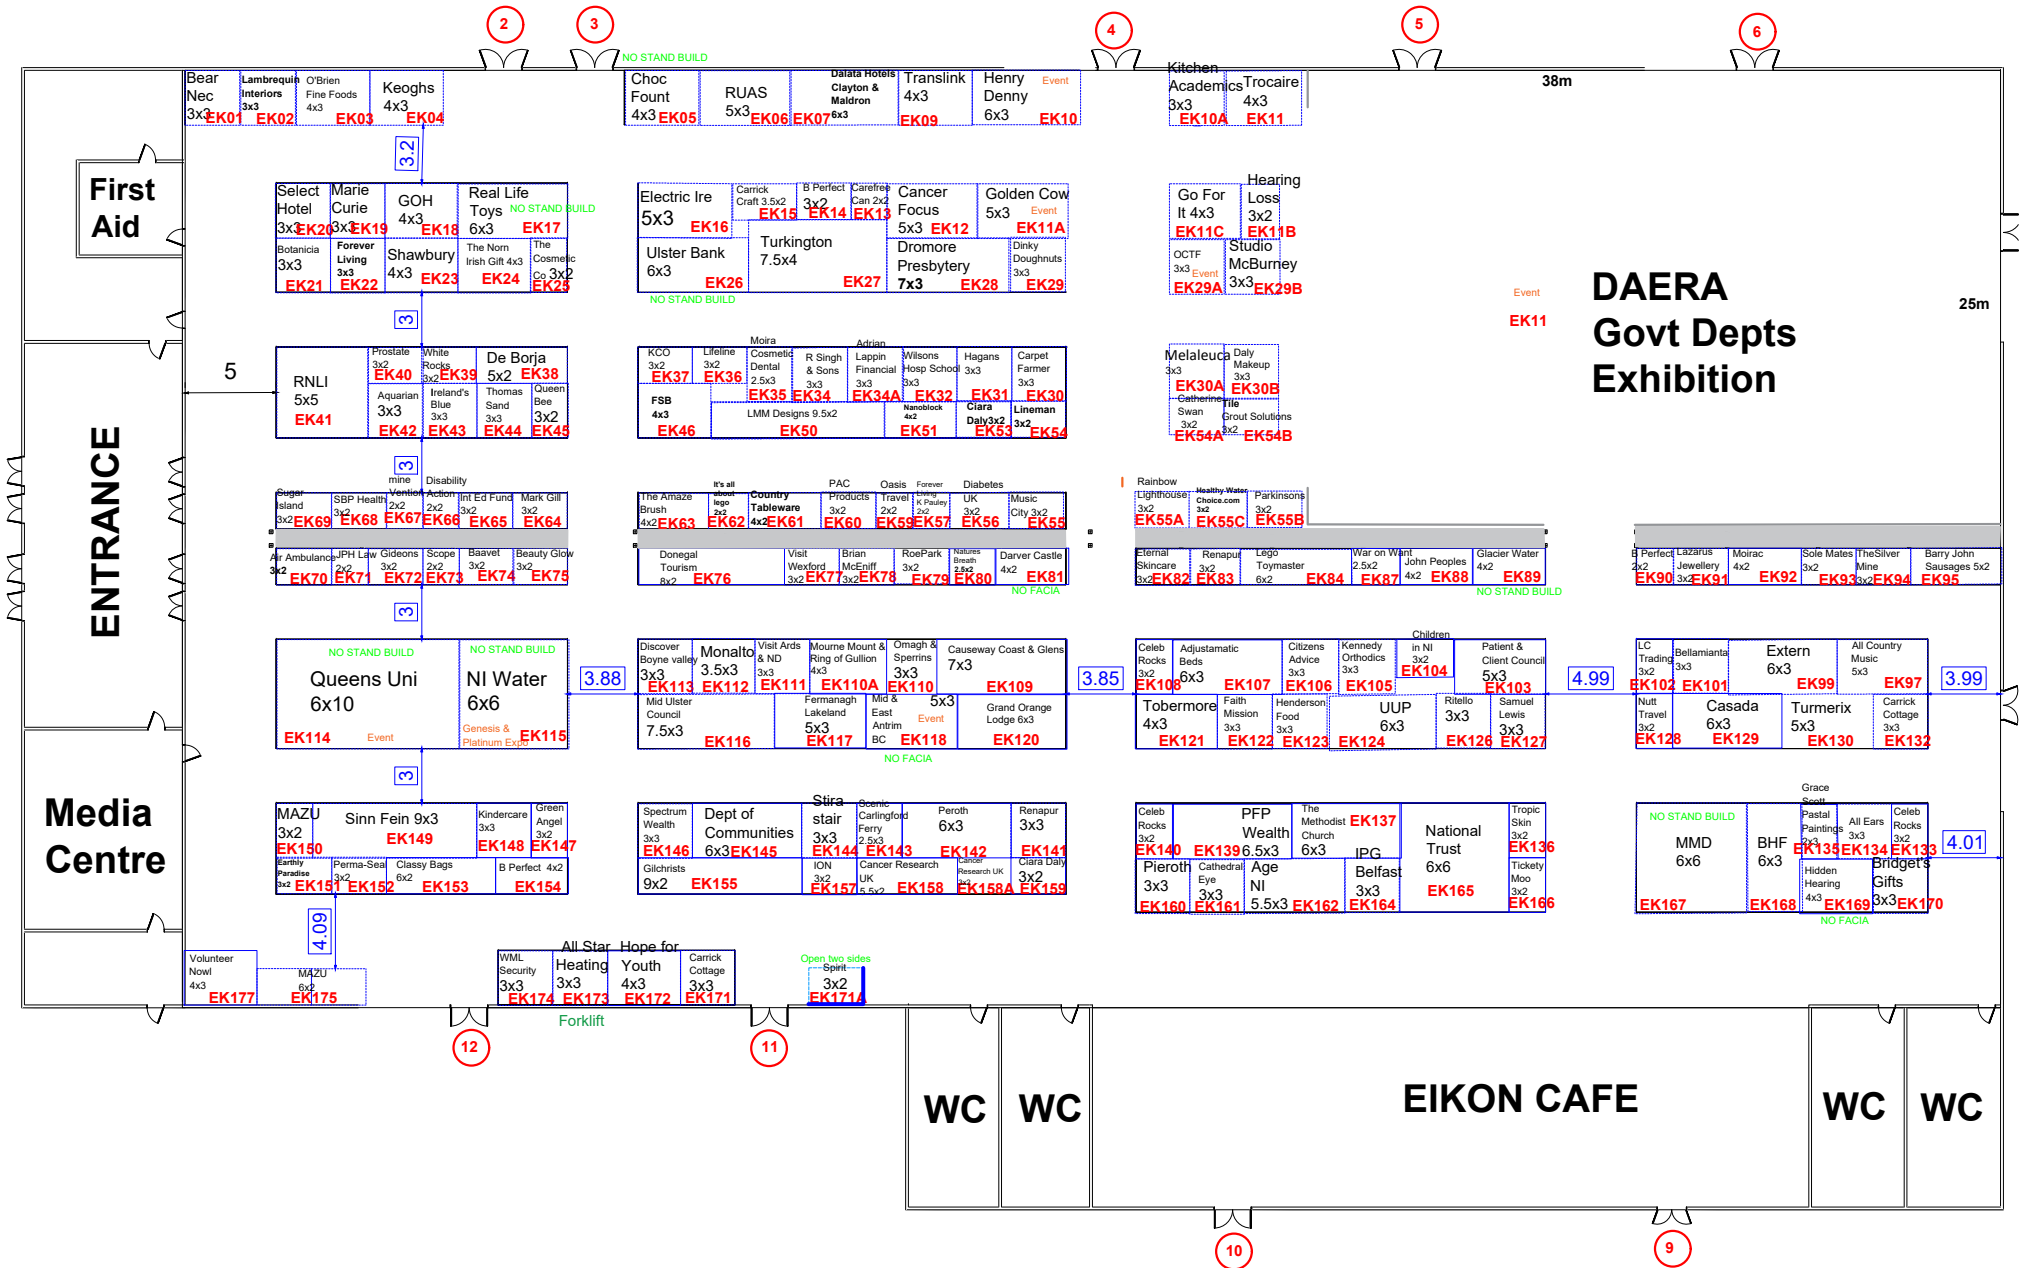 2
3
4
5
6
NO STAND BUILD
38m
25m
Bear
Nec
3x3
EK01
Lambrequin
Interiors
3x3
EK02
O'Brien
Fine Foods
4x3
EK03
Keoghs
4x3
EK04
Choc
Fount
4x3 EK05
RUAS
5x3
EK06
Dalata Hotels
Clayton &
Maldron
6x3
EK07
Translink
4x3
EK09
Henry
Denny
6x3
Event
EK10
Kitchen
Academics
3x3
EK10A
Trocaire
4x3
EK11
3.2
First
Aid
Select
Hotel
3x3
EK20
Marie
Curie
3x3
EK19
GOH
4x3
EK18
Real Life
Toys
6x3
NO STAND BUILD
EK17
Electric Ire
5x3
EK16
Carrick
Craft 3.5x2
EK15
B Perfect
3x2
EK14
Carefree
Can 2x2
EK13
Cancer
Focus
5x3 EK12
Golden Cow
5x3
Event
EK11A
Go For
It 4x3
EK11C
Hearing
Loss
3x2
EK11B
Botanicia
3x3
EK21
Forever
Living
3x3
EK22
Shawbury
4x3
EK23
The Norn
Irish Gift 4x3
EK24
The
Cosmetic
Co 3x2
EK25
Ulster Bank
6x3
EK26
NO STAND BUILD
Turkington
7.5x4
EK27
Dromore
Presbytery
7x3
EK28
Dinky
Doughnuts
3x3
EK29
OCTF
3x3
Event
EK29A
Studio
McBurney
3x3
EK29B
Event
EK11
DAERA
Govt Depts
Exhibition
3
5
RNLI
5x5
EK41
Prostate
3x2
EK40
White
Rocks
3x2
EK39
De Borja
5x2
EK38
KCO
3x2
EK37
Lifeline
3x2
EK36
Moira
Cosmetic
Dental
2.5x3
EK35
R Singh
& Sons
3x3
EK34
Adrian
Lappin
Financial
3x3
EK34A
Wilsons
Hosp School
3x3
EK32
Hagans
3x3
EK31
Carpet
Farmer
3x3
EK30
Melaleuca
3x3
EK30A
Daly
Makeup
3x3
EK30B
Aquarian
3x3
EK42
Ireland's
Blue
3x3
EK43
Thomas
Sand
3x3
EK44
Queen
Bee
3x2
EK45
FSB
4x3
EK46
LMM Designs 9.5x2
EK50
Nanoblock
4x2
EK51
Ciara
Daly3x2
EK53
Lineman
3x2
EK54
Catherine
Swan
3x2
EK54A
Tile
Grout Solutions
3x2
EK54B
ENTRANCE
3
Sugar
Island
3x2
EK69
SBP Health
3x2
EK68
mine
Vention
2x2
EK67
Disability
Action
2x2
EK66
Int Ed Fund
3x2
EK65
Mark Gill
3x2
EK64
The Amaze
Brush
4x2
EK63
It's all
about
lego
2x2
EK62
Country
Tableware
4x2
EK61
PAC
Products
3x2
EK60
Oasis
Travel
2x2
EK59
Forever
Living
K Pauley
2x2
EK57
Diabetes
UK
3x2
EK56
Music
City 3x2
EK55
Rainbow
Lighthouse
3x2
EK55A
Healthy Water
Choice.com
3x2
EK55C
Parkinsons
3x2
EK55B
Air Ambulance
3x2
EK70
JPH Law
2x2
EK71
Gideons
3x2
EK72
Scope
2x2
EK73
Baavet
3x2
EK74
Beauty Glow
3x2
EK75
Donegal
Tourism
8x2
EK76
Visit
Wexford
3x2
EK77
Brian
McEniff
3x2
EK78
RoePark
3x2
EK79
Natures
Breath
2.5x2
EK80
Darver Castle
4x2
EK81
NO FACIA
Eternal
Skincare
3x2
EK82
Renapur
3x2
EK83
Lego
Toymaster
6x2
EK84
War on Want
2.5x2
EK87
John Peoples
4x2
EK88
Glacier Water
4x2
EK89
NO STAND BUILD
B Perfect
2x2
EK90
Lazarus
Jewellery
3x2
EK91
Moirac
4x2
EK92
Sole Mates
3x2
EK93
TheSilver
Mine
3x2
EK94
Barry John
Sausages 5x2
EK95
3
NO STAND BUILD
Queens Uni
6x10
EK114
Event
NO STAND BUILD
NI Water
6x6
Genesis &
Platinum Expo
EK115
3.88
Discover
Boyne valley
3x3
EK113
Monalto
3.5x3
EK112
Visit Ards
& ND
3x3
EK111
Mourne Mount &
Ring of Gullion
4x3
EK110A
Omagh &
Sperrins
3x3
EK110
Causeway Coast & Glens
7x3
EK109
3.85
Celeb
Rocks
3x2
EK108
Adjustamatic
Beds
6x3
EK107
Citizens
Advice
3x3
EK106
Kennedy
Orthodics
3x3
EK105
Children
in NI
3x2
EK104
Patient &
Client Council
5x3
EK103
4.99
LC
Trading
3x2
EK102
Bellamianta
3x3
EK101
Extern
6x3
EK99
All Country
Music
5x3
EK97
3.99
Mid Ulster
Council
7.5x3
EK116
Fermanagh
Lakeland
5x3
EK117
Mid &
East
Antrim
BC
5x3
Event
EK118
NO FACIA
Grand Orange
Lodge 6x3
EK120
Tobermore
4x3
EK121
Faith
Mission
3x3
EK122
Henderson
Food
3x3
EK123
UUP
6x3
EK124
Ritello
3x3
EK126
Samuel
Lewis
3x3
EK127
Nutt
Travel
3x2
EK128
Casada
6x3
EK129
Turmerix
5x3
EK130
Carrick
Cottage
3x3
EK132
3
Media
Centre
MAZU
3x2
EK150
Sinn Fein 9x3
EK149
Kindercare
3x3
EK148
Green
Angel
3x2
EK147
Spectrum
Wealth
3x3
EK146
Dept of
Communities
6x3
EK145
Stira
stair
3x3
EK144
Scenic
Carlingford
Ferry
2.5x3
EK143
Peroth
6x3
EK142
Renapur
3x3
EK141
Celeb
Rocks
3x2
EK140
PFP
Wealth
6.5x3
EK139
The
Methodist
Church
6x3
EK137
National
Trust
6x6
EK165
Tropic
Skin
3x2
EK136
NO STAND BUILD
MMD
6x6
EK167
BHF
6x3
EK168
Grace
Scott
Pastal
Paintings
2x3
EK135
All Ears
3x3
EK134
Celeb
Rocks
3x2
EK133
4.01
Earthly
Paradise
3x2
EK151
Perma-Seal
3x2
EK152
Classy Bags
6x2
EK153
B Perfect 4x2
EK154
Gilchrists
9x2
EK155
ION
3x2
EK157
Cancer Research
UK
5.5x2
EK158
Cancer
Research UK
3x2
EK158A
Ciara Daly
3x2
EK159
Pieroth
3x3
EK160
Cathedral
Eye
3x3
EK161
Age
NI
5.5x3
EK162
IPG
Belfast
3x3
EK164
Tickety
Moo
3x2
EK166
Hidden
Hearing
4x3
EK169
NO FACIA
Bridget's
Gifts
3x3
EK170
4.09
Volunteer
Nowl
4x3
EK177
MAZU
6x2
EK175
WML
Security
3x3
EK174
All Star
Heating
3x3
EK173
Hope for
Youth
4x3
EK172
Carrick
Cottage
3x3
EK171
Open two sides
Spirit
3x2
EK171A
Forklift
12
11
WC
WC
EIKON CAFE
WC
WC
10
9